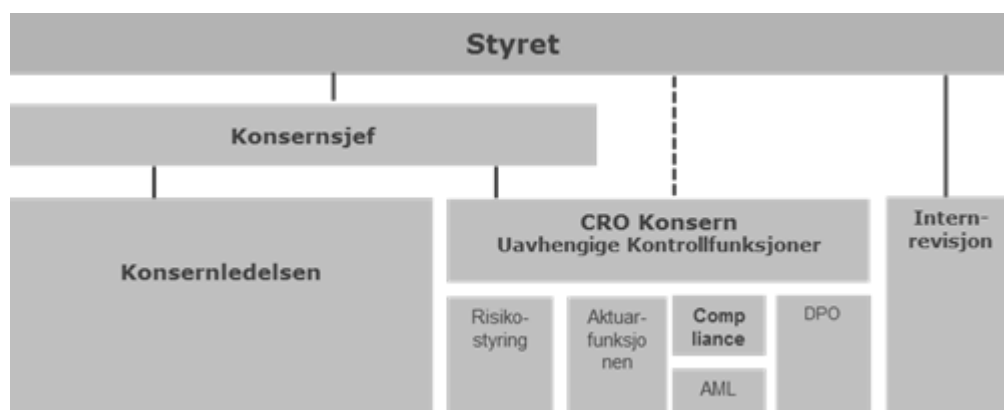 Styret
Konsernsjef
Konsernledelsen
CRO Konsern
Uavhengige Kontrollfunksjoner
Intern-
revisjon
Risiko-
styring
Aktuar-
funksjo
nen
Comp
liance
AML
DPO